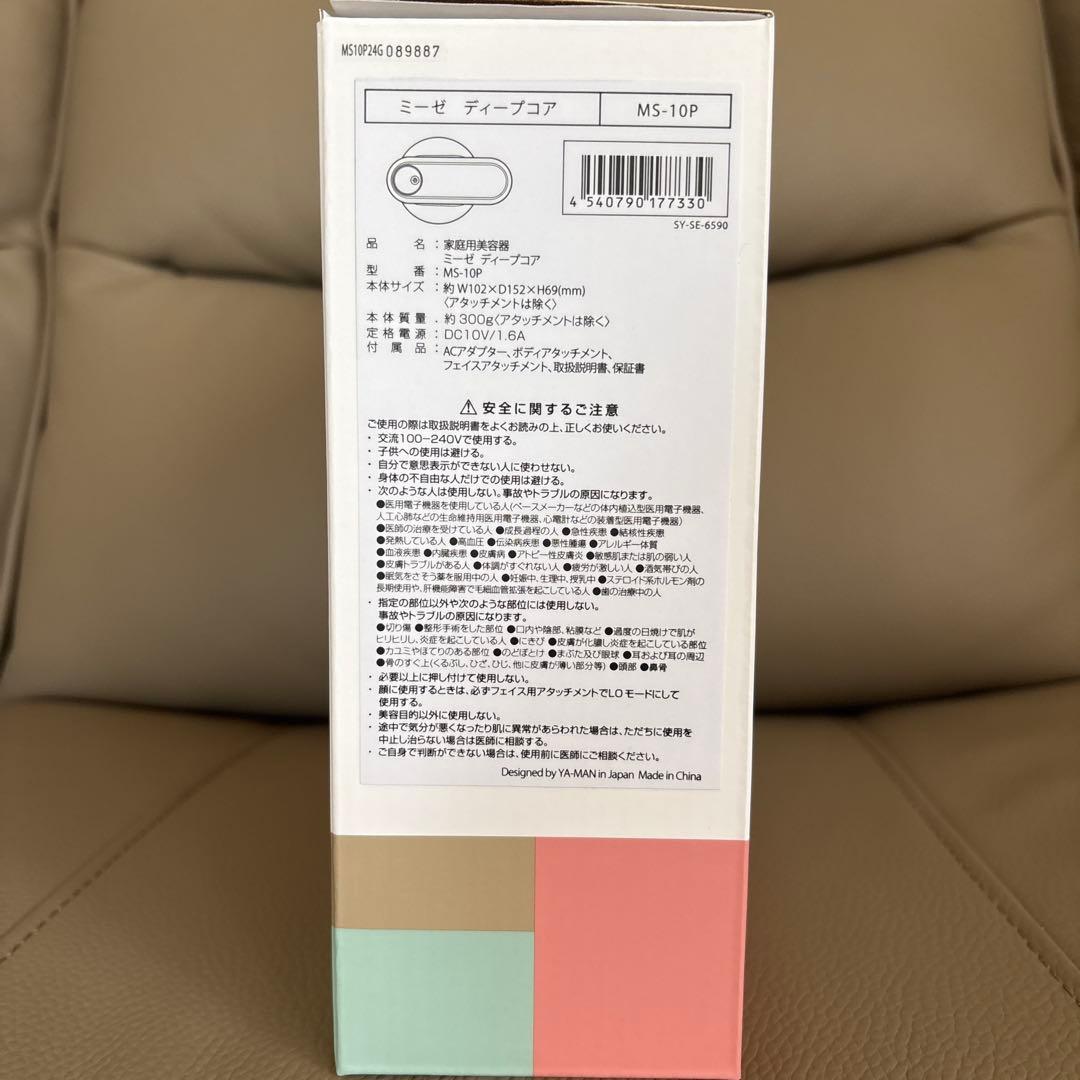 MS10P24G 089887
ミーゼ ディープコア MS-10P
4 540790 177330
SY-SE-6590
品名:家庭用美容器
ミーゼ ディープコア
型番:MS-10P
本体サイズ:約 W102×D152×H69(mm)
〈アタッチメントは除く〉
本体質量:約300g〈アタッチメントは除く〉
定格電源:DC10V/1.6A
付属品:ACアダプター、ボディアタッチメント、
フェイスアタッチメント、取扱説明書、保証書
⚠安全に関するご注意
ご使用の際は取扱説明書をよくお読みの上、正しくお使いください。
・交流100−240Vで使用する。
・子供への使用は避ける。
・自分で意思表示ができない人に使わせない。
・身体の不自由な人だけでの使用は避ける。
・次のような人は使用しない。事故やトラブルの原因になります。
●医用電子機器を使用している人(ペースメーカーなどの体内植込型医用電子機器、
人工心肺などの生命維持用医用電子機器、心電計などの装着型医用電子機器)
●医師の治療を受けている人 ●成長過程の人 ●急性疾患 ●結核性疾患
●発熱している人 ●高血圧 ●伝染病疾患 ●悪性腫瘍 ●アレルギー体質
●血液疾患 ●内臓疾患 ●皮膚病 ●アトピー性皮膚炎 ●敏感肌または肌の弱い人
●皮膚トラブルがある人 ●体調がすぐれない人 ●疲労が激しい人 ●酒気帯びの人
●眠気をさそう薬を服用中の人 ●妊娠中、生理中、授乳中 ●ステロイド系ホルモン剤の
長期使用や、肝機能障害で毛細血管拡張を起こしている人 ●歯の治療中の人
・指定の部位以外や次のような部位には使用しない。
事故やトラブルの原因になります。
●切り傷 ●整形手術をした部位 ●口内や陰部、粘膜など ●過度の日焼けで肌が
ヒリヒリし、炎症を起こしている人 ●にきび ●皮膚が化膿し炎症を起こしている部位
●カユミやほてりのある部位 ●のどぼとけ ●まぶた及び眼球 ●耳および耳の周辺
●骨のすぐ上(くるぶし、ひざ、ひじ、他に皮膚が薄い部分等) ●頭部 ●鼻骨
・必要以上に押し付けて使用しない。
・顔に使用するときは、必ずフェイス用アタッチメントでLOモードにして
使用する。
・美容目的以外に使用しない。
・途中で気分が悪くなったり肌に異常があらわれた場合は、ただちに使用を
中止し治らない場合は医師に相談する。
・ご自身で判断ができない場合は、使用前に医師にご相談ください。
Designed by YA-MAN in Japan Made in China